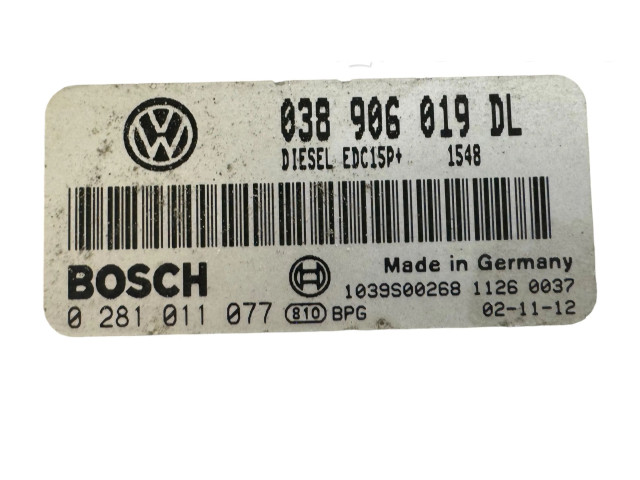 038 906 019 DL
DIESEL EDC15P+ 1548
BOSCH
Made in Germany
1039S00268 1126 0037
0 281 011 077 810 BPG 02-11-12